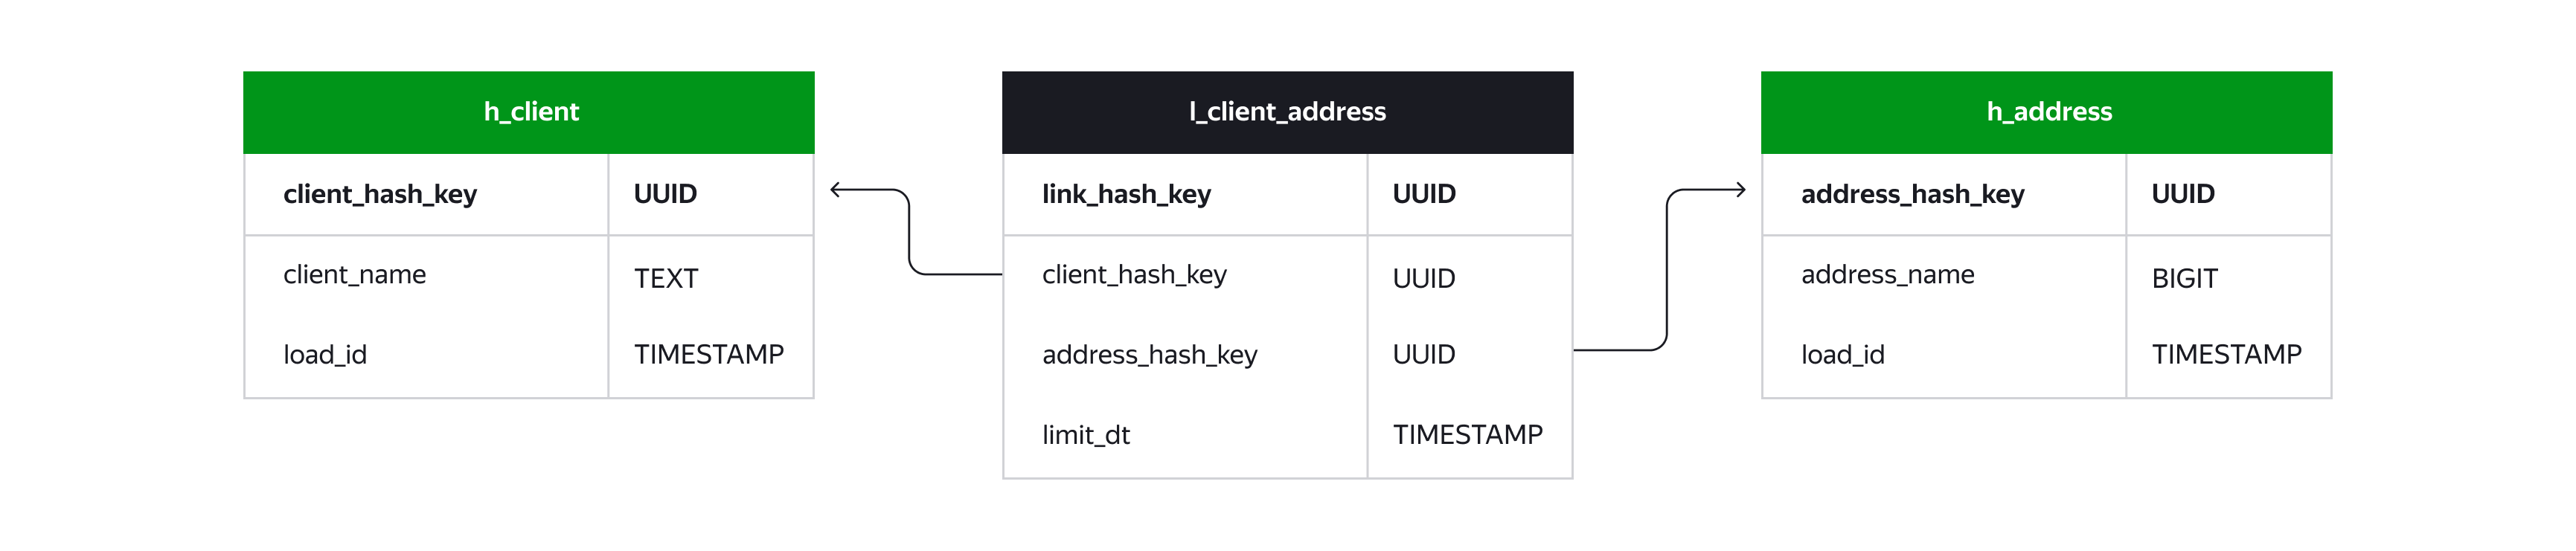 h_client
client_hash_key UUID
client_name TEXT
load_id TIMESTAMP
l_client_address
link_hash_key UUID
client_hash_key UUID
address_hash_key UUID
limit_dt TIMESTAMP
h_address
address_hash_key UUID
address_name BIGIT
load_id TIMESTAMP